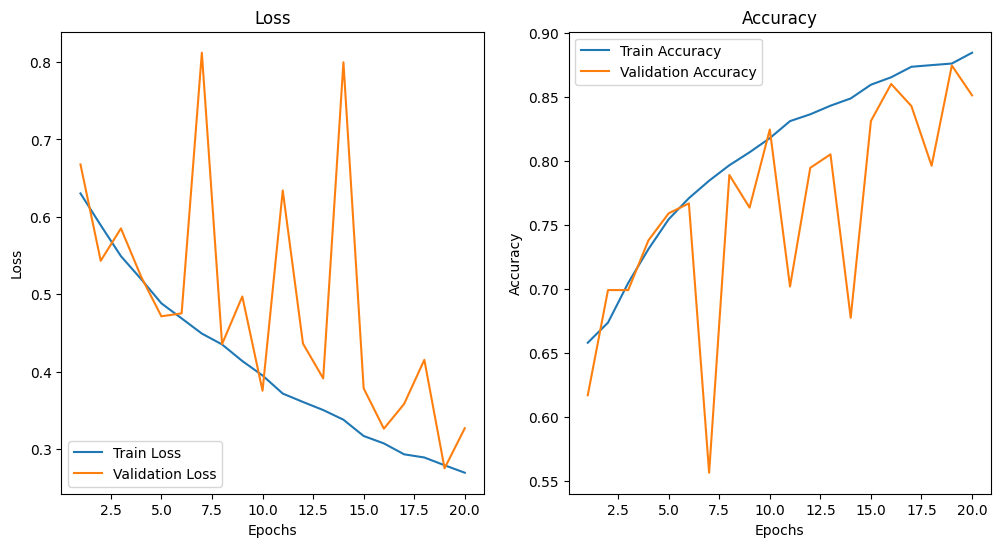 Loss
0.8
0.7
0.6
0.5
0.4
0.3
Loss
Train Loss
Validation Loss
2.5 5.0 7.5 10.0 12.5 15.0 17.5 20.0
Epochs
Accuracy
Train Accuracy
Validation Accuracy
0.90
0.85
0.80
0.75
0.70
0.65
0.60
0.55
Accuracy
2.5 5.0 7.5 10.0 12.5 15.0 17.5 20.0
Epochs